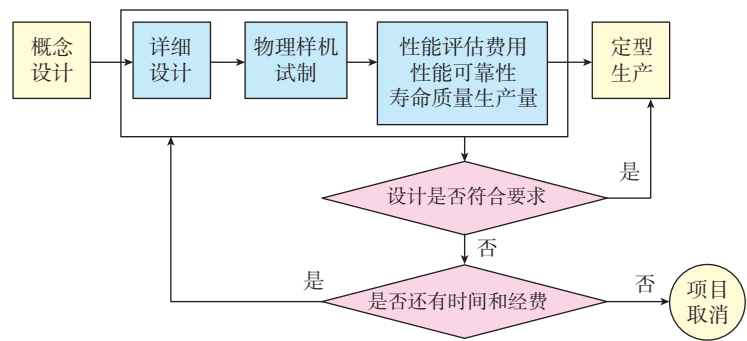 概念
设计
详细
设计
物理样机
试制
性能评估费用
性能可靠性
寿命质量生产量
定型
生产
设计是否符合要求
是
否
是否还有时间和经费
是
否
项目
取消